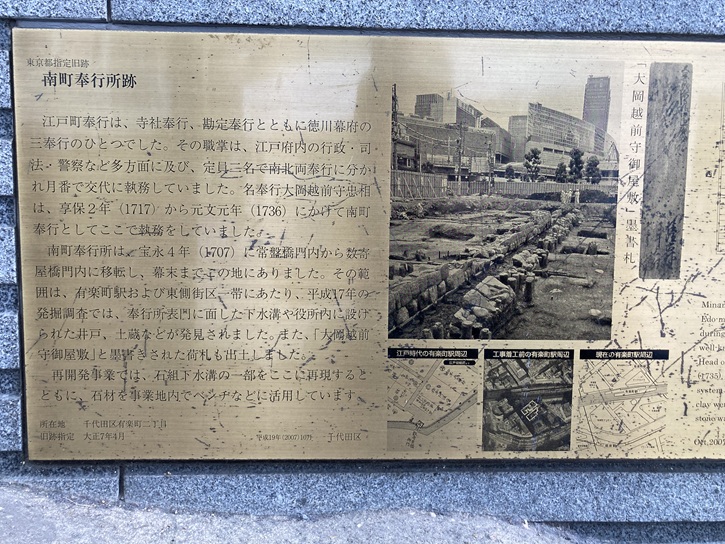 東京都指定旧跡
南町奉行所跡
江戸町奉行は、寺社奉行、勘定奉行とともに徳川幕府の
三奉行のひとつでした。その職掌は、江戸府内の行政・司
法・警察など多方面に及び、定員二名で南北両奉行に分か
れ月番で交代に執務していました。名奉行大岡越前守忠相
は、享保2年（1717）から元文元年（1736）にかけて南町
奉行としてここで執務をしていました。
南町奉行所は、宝永4年（1707）に常盤橋門内から数寄
屋橋門内に移転し、幕末までこの地にありました。その範
囲は、有楽町駅および東側街区一帯にあたり、平成17年の
発掘調査では、奉行所表門に面した下水溝や役所内に設け
られた井戸、土蔵などが発見されました。また、「大岡越前
守御屋敷」と墨書きされた荷札も出土しました。
再開発事業では、石組下水溝の一部をここに再現すると
ともに、石材を事業地内でベンチなどに活用しています。
所在地　千代田区有楽町二丁目
旧跡指定　大正7年4月
平成19年（2007）10月　千代田区
「大岡越前守御屋敷」墨書札
江戸時代の有楽町駅周辺
工事着工前の有楽町駅周辺
現在の有楽町駅周辺
Mina
Edo m
during
well-k
Head o
(1735)
system
clay we
stone wa
Oct.200